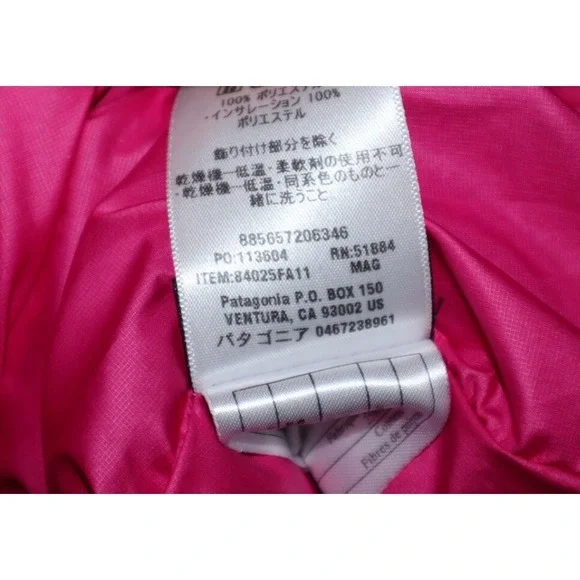 100% ポリエステル
・インサレーション 100%
ポリエステル
飾り付け部分を除く
乾燥機一低温・柔軟剤の使用不可
・乾燥機一低温・同系色のものと一
緒に洗うこと
885657206346
PO:113604 RN:51884
ITEM:84025FA11 MAG
Patagonia P.O. BOX 150
VENTURA, CA 93002 US
パタゴニア 0467238961
Fibres de